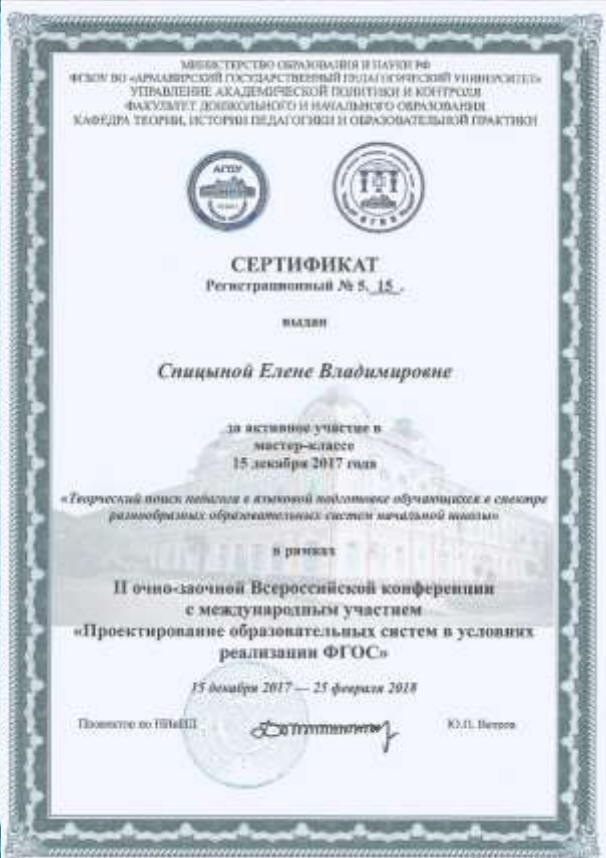 МИНИСТЕРСТВО ОБРАЗОВАНИЯ И НАУКИ РФ
ФГБОУ ВО «АРМАВИРСКИЙ ГОСУДАРСТВЕННЫЙ ПЕДАГОГИЧЕСКИЙ УНИВЕРСИТЕТ»
УПРАВЛЕНИЕ АКАДЕМИЧЕСКОЙ ПОЛИТИКИ И КОНТРОЛЯ
ФАКУЛЬТЕТ ДОШКОЛЬНОГО И НАЧАЛЬНОГО ОБРАЗОВАНИЯ
КАФЕДРА ТЕОРИИ, ИСТОРИИ ПЕДАГОГИКИ И ОБРАЗОВАТЕЛЬНОЙ ПРАКТИКИ
АГПУ
СЕРТИФИКАТ
Регистрационный № 5. 15 .
выдан
Спицыной Елене Владимировне
за активное участие в
мастер-классе
15 декабря 2017 года
«Творческий поиск педагога в языковой подготовке обучающихся в спектре
разнообразных образовательных систем начальной школы»
в рамках
II очно-заочной Всероссийской конференции
с международным участием
«Проектирование образовательных систем в условиях
реализации ФГОС»
15 декабря 2017 — 25 февраля 2018
Проректор по НИиИД
Ю.П. Ветров